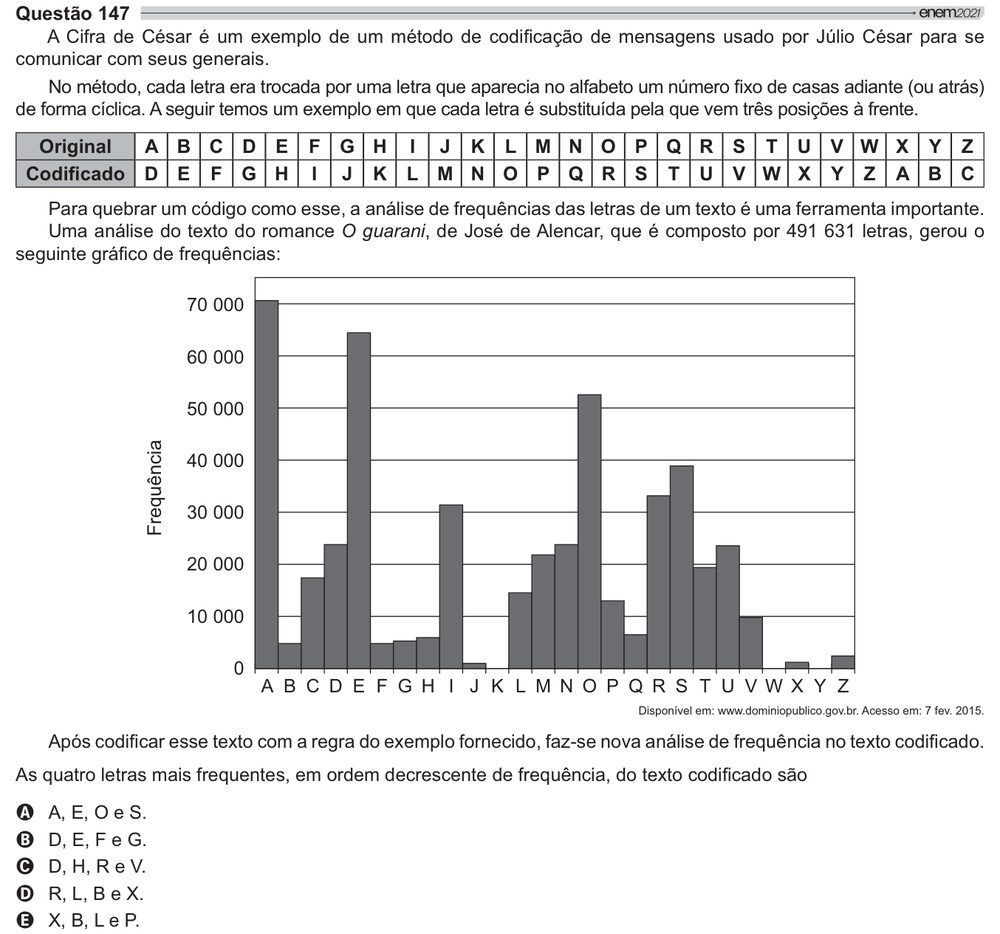 Questão 147 enem2021
A Cifra de César é um exemplo de um método de codificação de mensagens usado por Júlio César para se
comunicar com seus generais.
No método, cada letra era trocada por uma letra que aparecia no alfabeto um número fixo de casas adiante (ou atrás)
de forma cíclica. A seguir temos um exemplo em que cada letra é substituída pela que vem três posições à frente.
Original A B C D E F G H I J K L M N O P Q R S T U V W X Y Z
Codificado D E F G H I J K L M N O P Q R S T U V W X Y Z A B C
Para quebrar um código como esse, a análise de frequências das letras de um texto é uma ferramenta importante.
Uma análise do texto do romance O guarani, de José de Alencar, que é composto por 491 631 letras, gerou o
seguinte gráfico de frequências:
70 000
60 000
50 000
40 000
30 000
20 000
10 000
0
Frequência
A B C D E F G H I J K L M N O P Q R S T U V W X Y Z
Disponível em: www.dominiopublico.gov.br. Acesso em: 7 fev. 2015.
Após codificar esse texto com a regra do exemplo fornecido, faz-se nova análise de frequência no texto codificado.
As quatro letras mais frequentes, em ordem decrescente de frequência, do texto codificado são
A A, E, O e S.
B D, E, F e G.
C D, H, R e V.
D R, L, B e X.
E X, B, L e P.